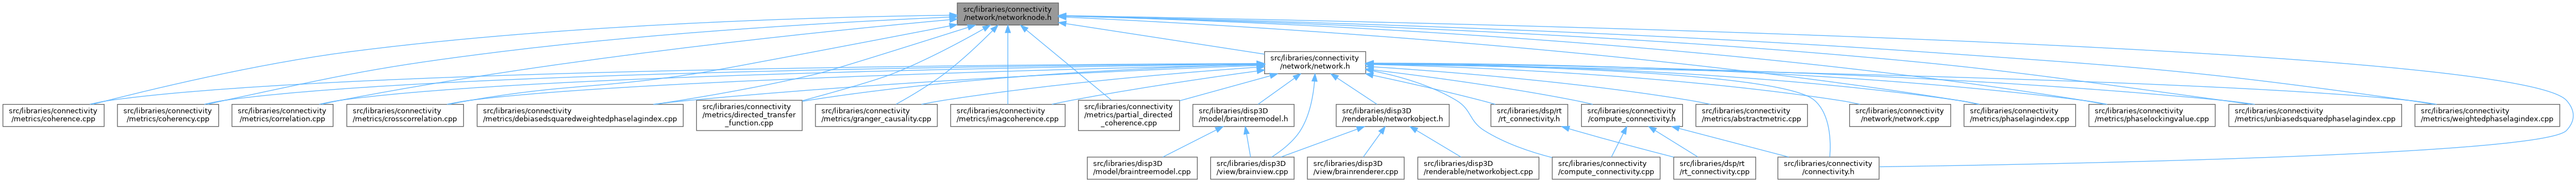 src/libraries/connectivity
/network/networknode.h
src/libraries/connectivity
/network/network.h
src/libraries/connectivity
/metrics/coherence.cpp
src/libraries/connectivity
/metrics/coherency.cpp
src/libraries/connectivity
/metrics/correlation.cpp
src/libraries/connectivity
/metrics/crosscorrelation.cpp
src/libraries/connectivity
/metrics/debiasedsquaredweightedphaselagindex.cpp
src/libraries/connectivity
/metrics/directed_transfer
_function.cpp
src/libraries/connectivity
/metrics/granger_causality.cpp
src/libraries/connectivity
/metrics/imagcoherence.cpp
src/libraries/connectivity
/metrics/partial_directed
_coherence.cpp
src/libraries/disp3D
/model/braintreemodel.h
src/libraries/disp3D
/renderable/networkobject.h
src/libraries/dsp/rt
rt_connectivity.h
src/libraries/connectivity
/compute_connectivity.h
src/libraries/connectivity
/metrics/abstractmetric.cpp
src/libraries/connectivity
/network/network.cpp
src/libraries/connectivity
/metrics/phaselagindex.cpp
src/libraries/connectivity
/metrics/phaselockingvalue.cpp
src/libraries/connectivity
/metrics/unbiasedsquaredphaselagindex.cpp
src/libraries/connectivity
/metrics/weightedphaselagindex.cpp
src/libraries/disp3D
/model/braintreemodel.cpp
src/libraries/disp3D
/view/brainview.cpp
src/libraries/disp3D
/view/brainrenderer.cpp
src/libraries/disp3D
/renderable/networkobject.cpp
src/libraries/connectivity
/compute_connectivity.cpp
src/libraries/dsp/rt
rt_connectivity.cpp
src/libraries/connectivity
/connectivity.h